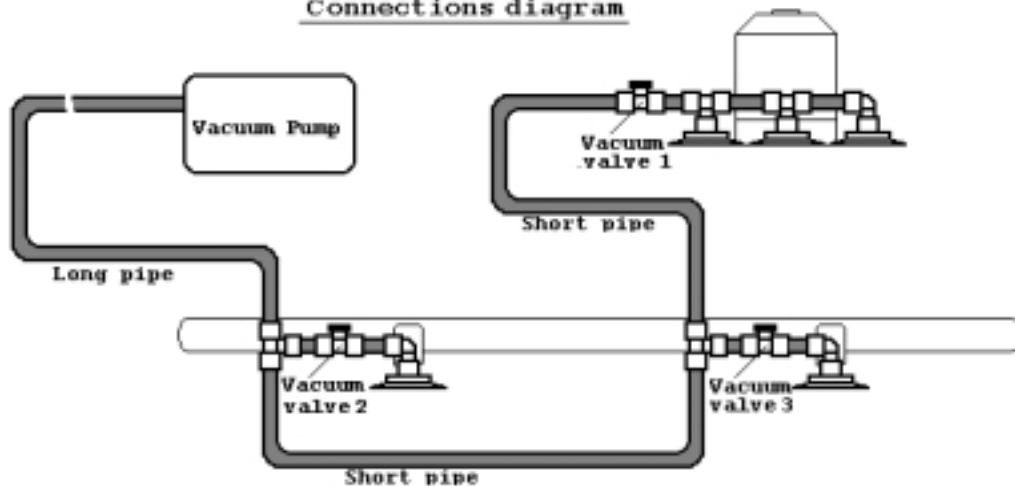 Connections diagram
Vacuum Pump
Vacuum
valve 1
Short pipe
Long pipe
Vacuum
valve 2
Vacuum
valve 3
Short pipe